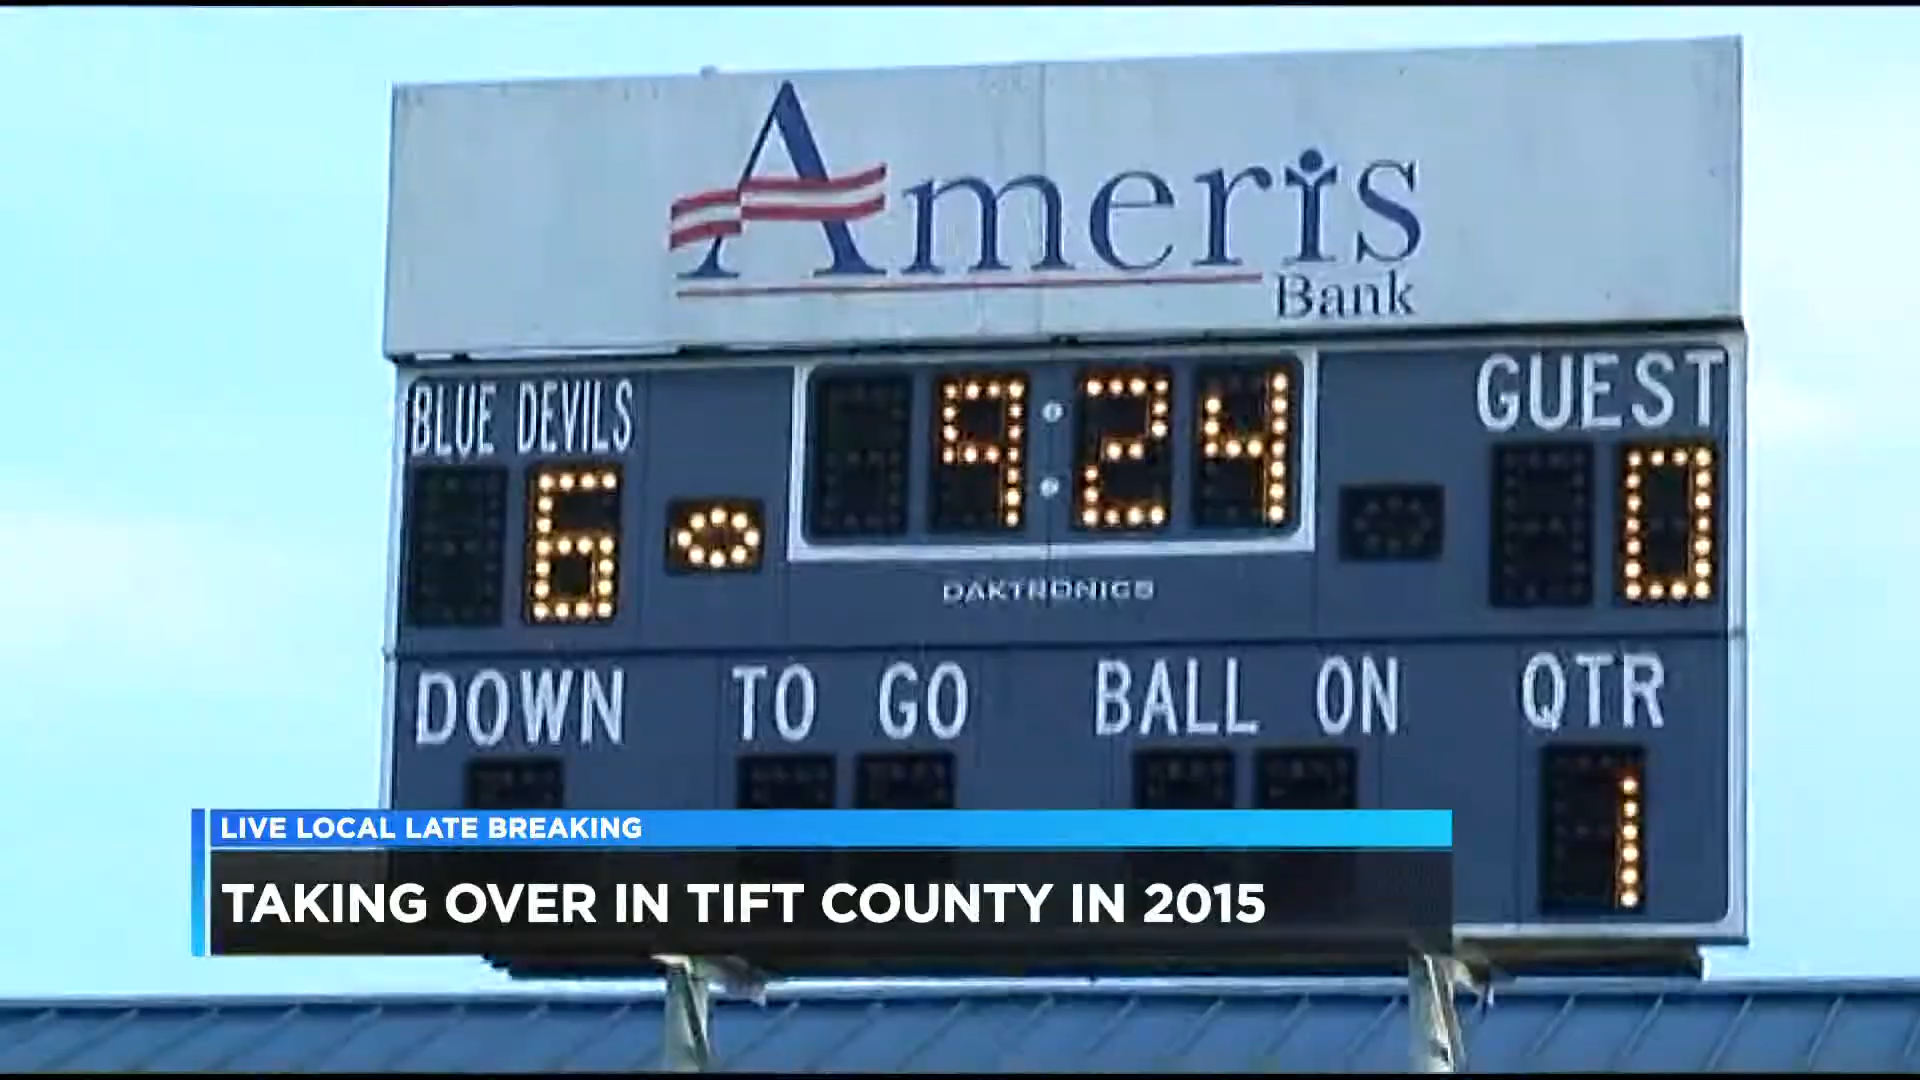 Ameris
Bank
BLUE DEVILS
9:24
GUEST
6
0
DAKTRONICS
DOWN TO GO BALL ON QTR
1
LIVE LOCAL LATE BREAKING
TAKING OVER IN TIFT COUNTY IN 2015